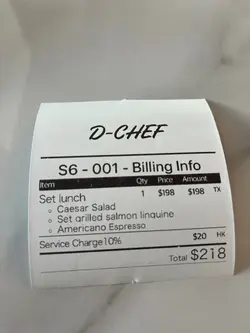 D-CHEF
S6 - 001 - Billing Info
Item Qty Price Amount
Set lunch 1 $198 $198 TX
Caesar Salad
Set grilled salmon linguine
Americano Espresso
Service Charge10% $20 HK
Total $218